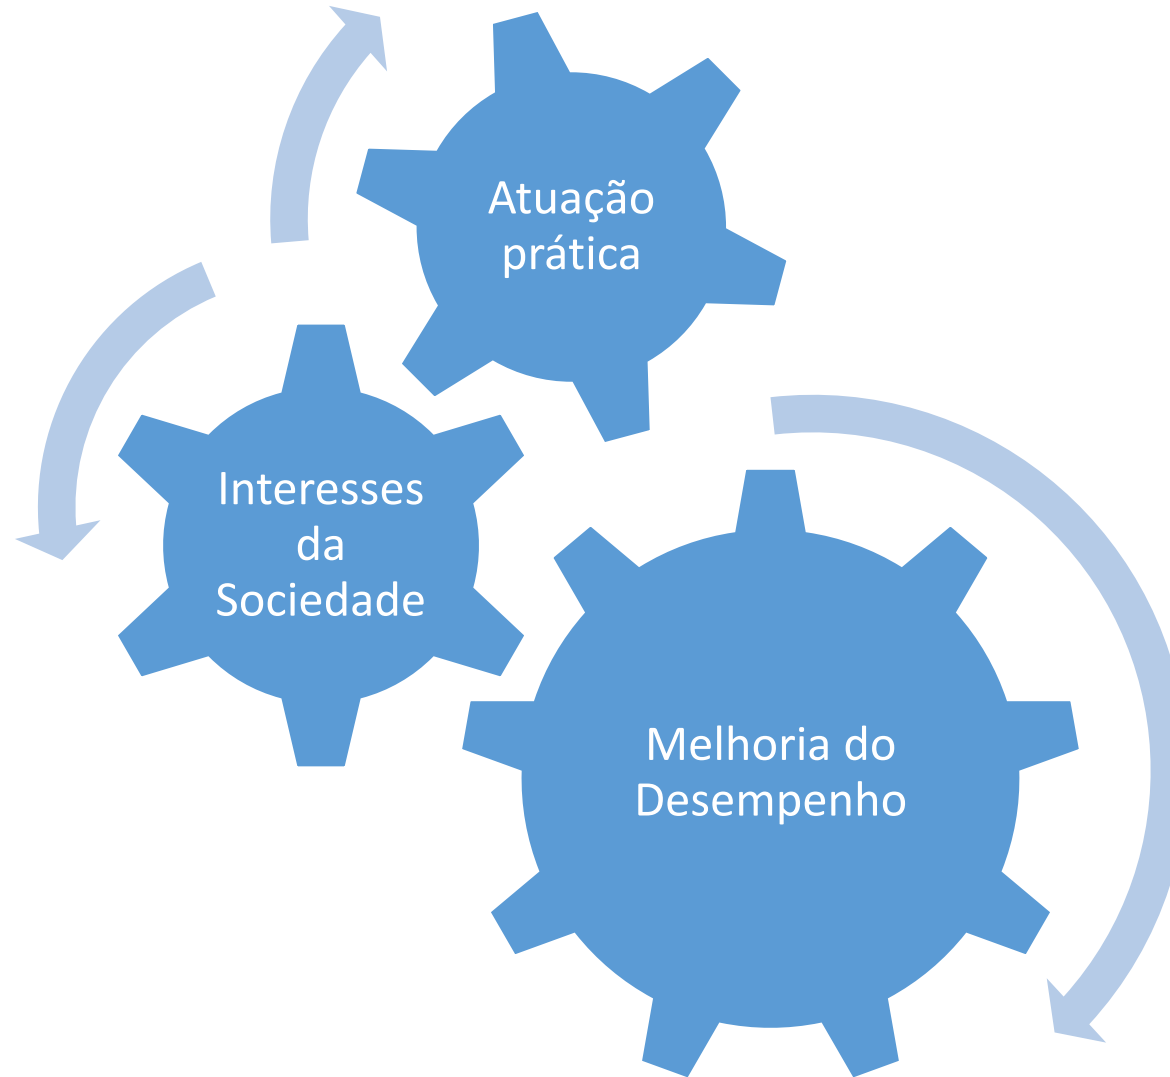 Atuação
prática
Interesses
da
Sociedade
Melhoria do
Desempenho